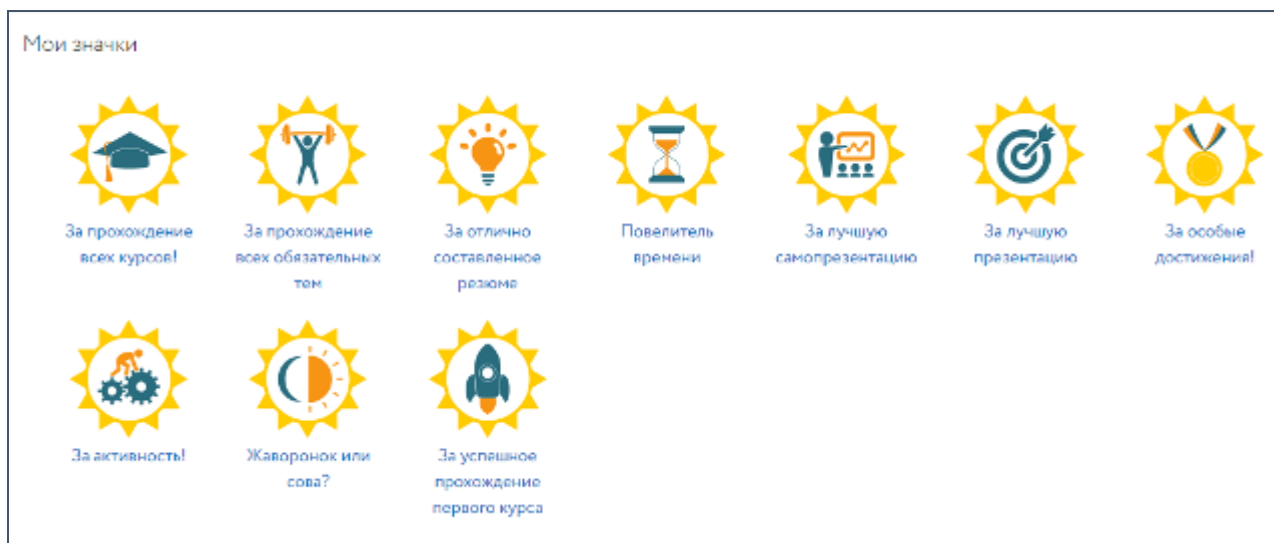 Мои значки
За прохождение
всех курсов!
За прохождение
всех обязательных
тем
За отлично
составленное
резюме
Повелитель
времени
За лучшую
самопрезентацию
За лучшую
презентацию
За особые
достижения!
За активность!
Жаворонок или
сова?
За успешное
прохождение
первого курса